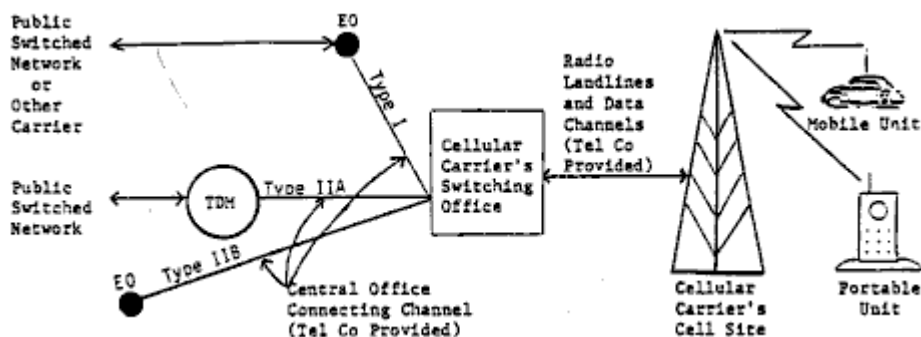 Public
Switched
Network
or
Other
Carrier
EO
Type I
Public
Switched
Network
TDM
Type IIA
EO
Type IIB
Central Office
Connecting Channel
(Tel Co Provided)
Cellular
Carrier's
Switching
Office
Radio
Landlines
and Data
Channels
(Tel Co
Provided)
Cellular
Carrier's
Cell Site
Mobile Unit
Portable
Unit